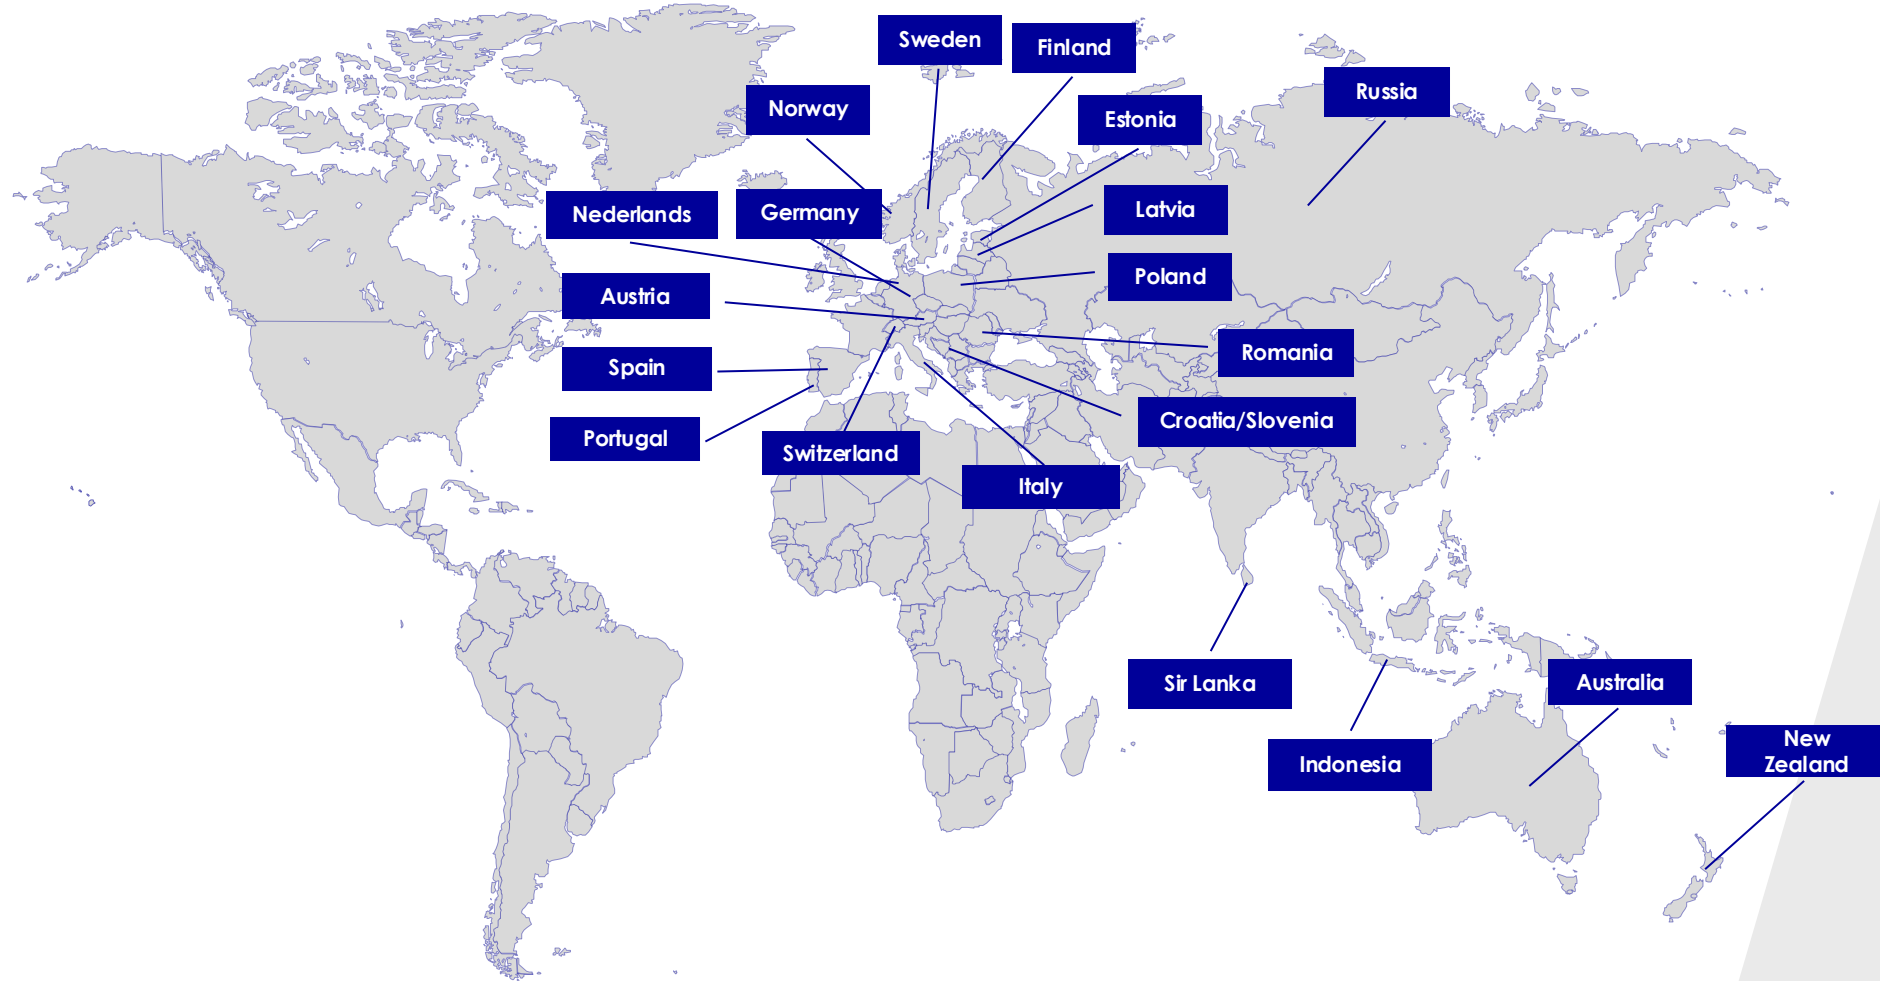 Sweden
Finland
Russia
Norway
Estonia
Nederlands
Germany
Latvia
Poland
Austria
Romania
Spain
Croatia/Slovenia
Portugal
Switzerland
Italy
Sir Lanka
Australia
Indonesia
New
Zealand